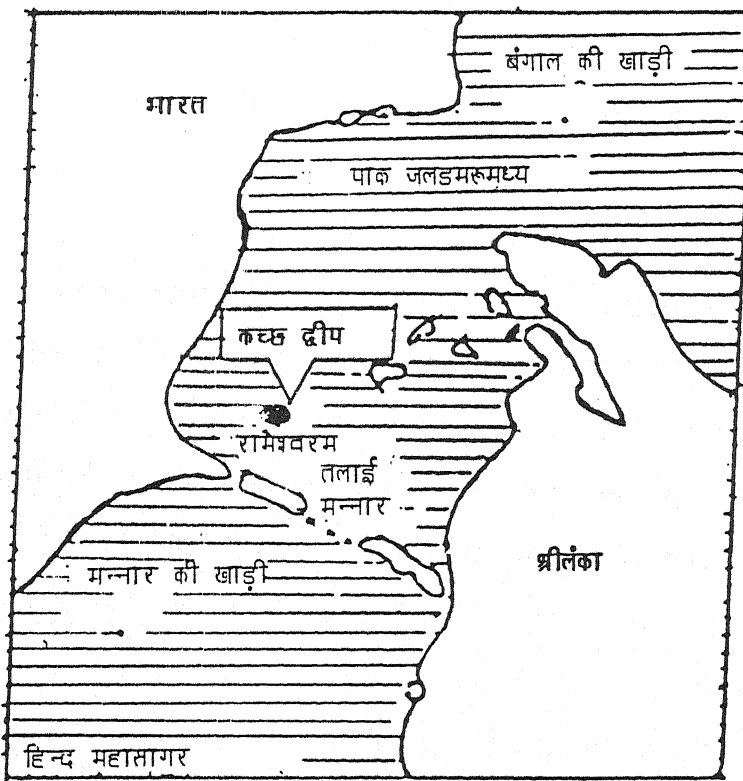 बंगाल की खाड़ी
भारत
पाक जलडमरूमध्य
कच्छ द्वीप
रामेश्वरम
तलाई
मन्नार
श्रीलंका
मन्नार की खाड़ी
हिन्द महासागर